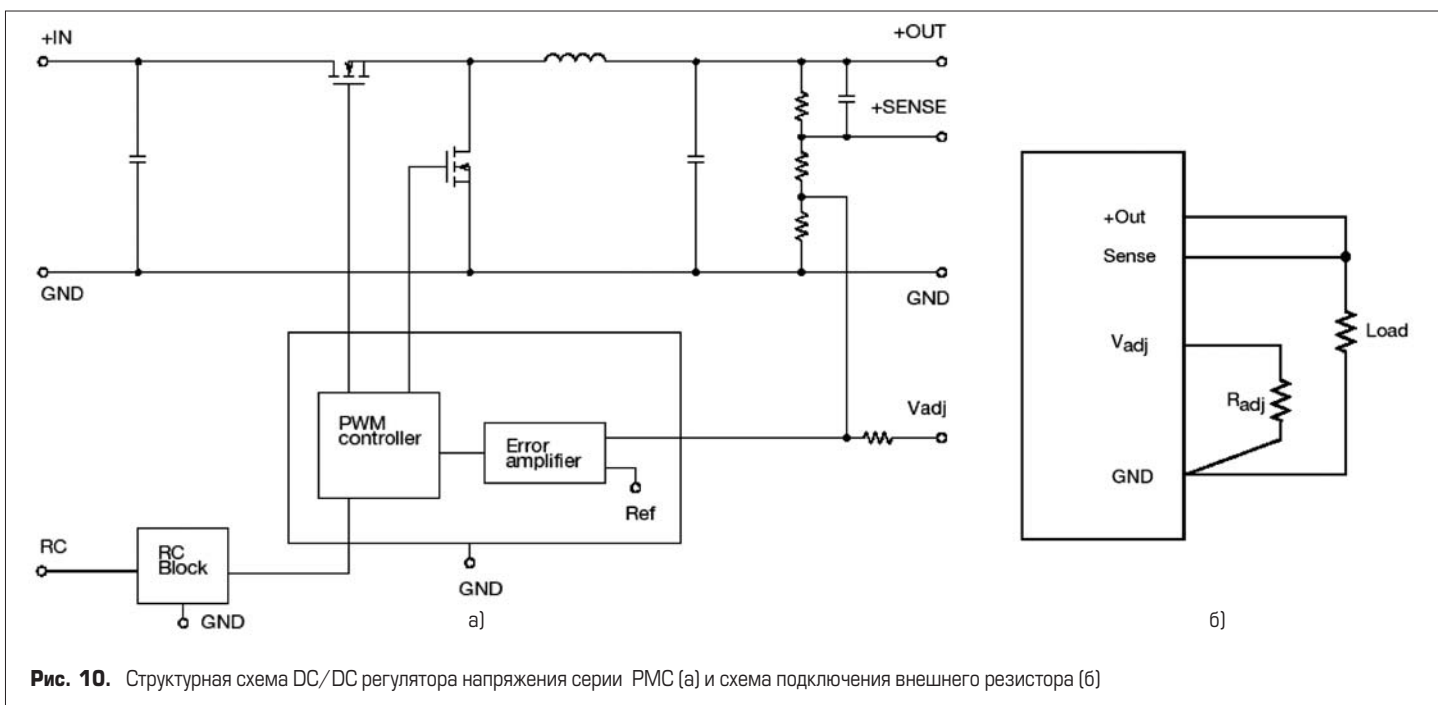 +IN
+OUT
+SENSE
GND
GND
PWM
controller
Error
amplifier
Vadj
Ref
RC
RC
Block
GND
GND
а)
+Out
Sense
Vadj
Radj
Load
GND
б)
Рис. 10. Структурная схема DC/DC регулятора напряжения серии PMC (а) и схема подключения внешнего резистора (б)